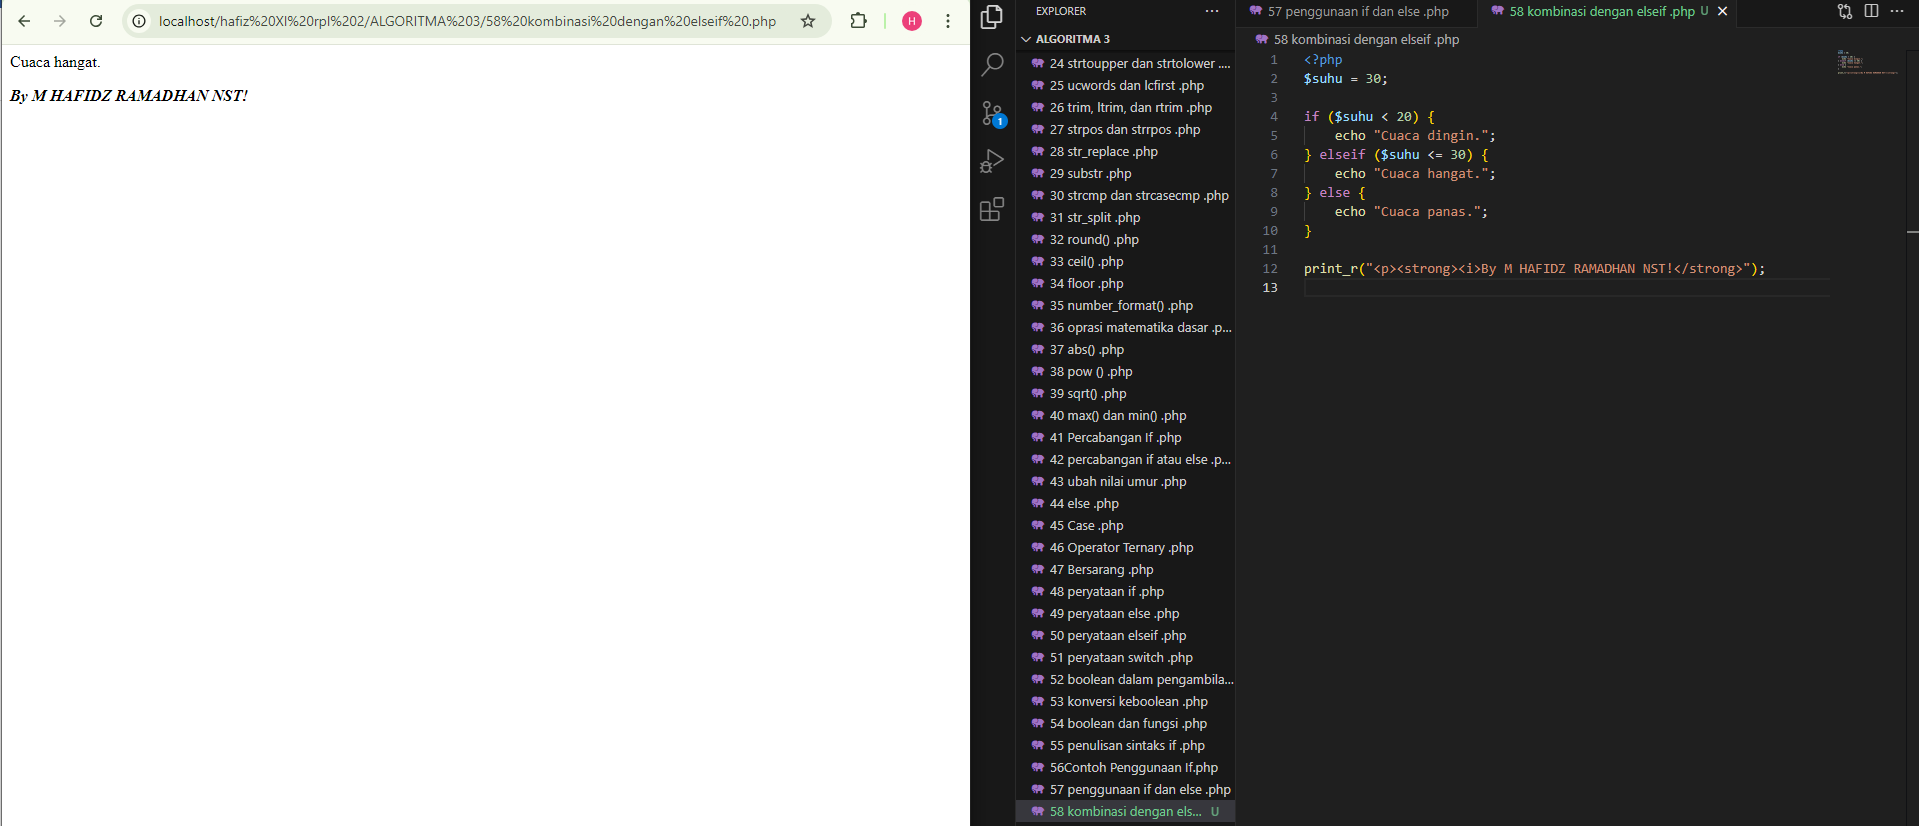 localhost/hafiz%20XI%20rpl%202/ALGORITMA%203/58%20kombinasi%20dengan%20elseif%20.php
H
Cuaca hangat.
By M HAFIDZ RAMADHAN NST!
1
EXPLORER
ALGORITMA 3
24 strtoupper dan strtolower ....
25 ucwords dan lcfirst .php
26 trim, ltrim, dan rtrim .php
27 strpos dan strrpos .php
28 str_replace .php
29 substr .php
30 strcmp dan strcasecmp .php
31 str_split .php
32 round() .php
33 ceil() .php
34 floor .php
35 number_format() .php
36 oprasi matematika dasar .p...
37 abs() .php
38 pow () .php
39 sqrt() .php
40 max() dan min() .php
41 Percabangan If .php
42 percabangan if atau else .p...
43 ubah nilai umur .php
44 else .php
45 Case .php
46 Operator Ternary .php
47 Bersarang .php
48 peryataan if .php
49 peryataan else .php
50 peryataan elseif .php
51 peryataan switch .php
52 boolean dalam pengambila...
53 konversi keboolean .php
54 boolean dan fungsi .php
55 penulisan sintaks if .php
56Contoh Penggunaan If.php
57 penggunaan if dan else .php
58 kombinasi dengan els... U
57 penggunaan if dan else .php
58 kombinasi dengan elseif .php U
58 kombinasi dengan elseif .php
1 <?php
2 $suhu = 30;
3
4 if ($suhu < 20) {
5     echo "Cuaca dingin.";
6 } elseif ($suhu <= 30) {
7     echo "Cuaca hangat.";
8 } else {
9     echo "Cuaca panas.";
10 }
11
12 print_r("<p><strong><i>By M HAFIDZ RAMADHAN NST!</strong>");
13